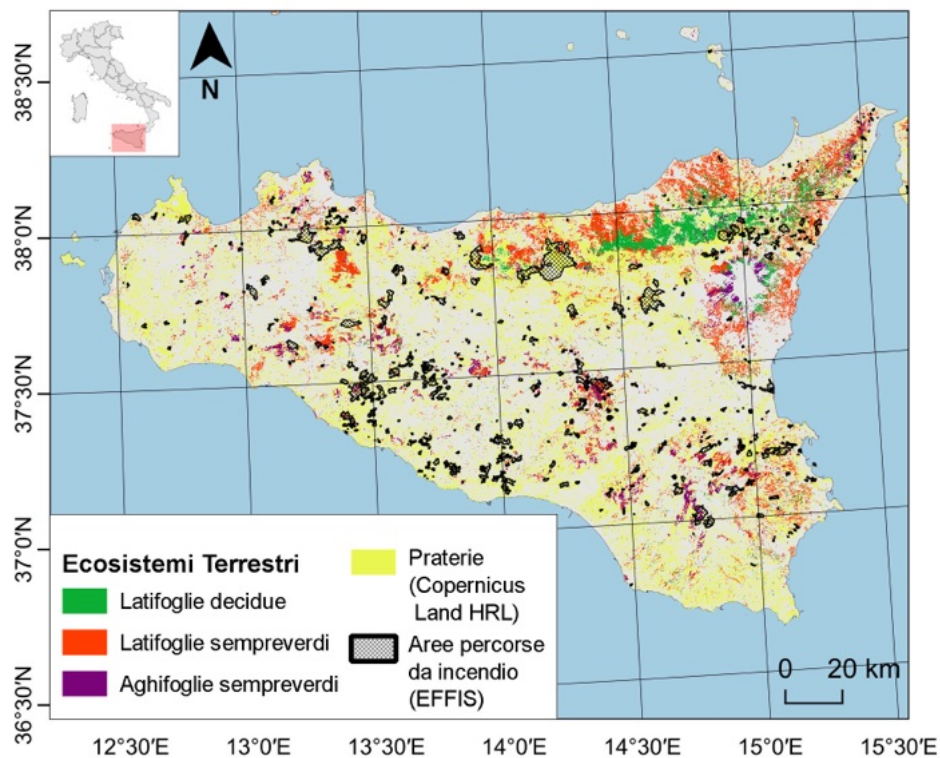 N
38°30'N
38°0'N
37°30'N
37°0'N
36°30'N
Ecosistemi Terrestri
Latifoglie decidue
Latifoglie sempreverdi
Aghifoglie sempreverdi
Praterie
(Copernicus
Land HRL)
Aree percorse
da incendio
(EFFIS)
0 20 km
12°30'E 13°0'E 13°30'E 14°0'E 14°30'E 15°0'E 15°30'E